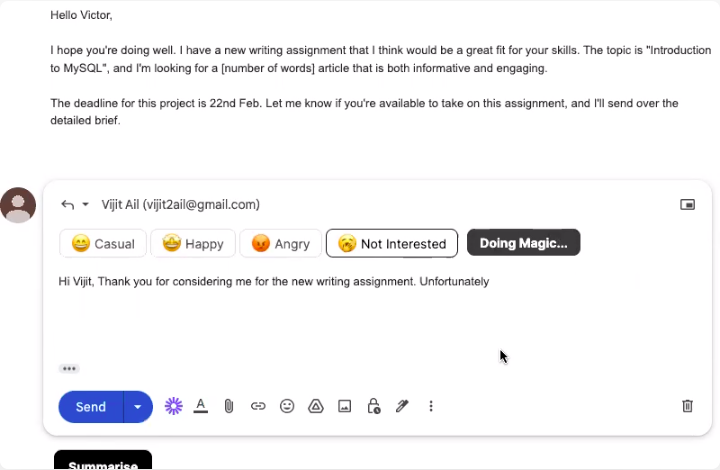 Hello Victor,
I hope you're doing well. I have a new writing assignment that I think would be a great fit for your skills. The topic is "Introduction
to MySQL", and I'm looking for a [number of words] article that is both informative and engaging.
The deadline for this project is 22nd Feb. Let me know if you're available to take on this assignment, and I'll send over the
detailed brief.
Vijit Ail (vijit2ail@gmail.com)
Casual Happy Angry Not Interested Doing Magic...
Hi Vijit, Thank you for considering me for the new writing assignment. Unfortunately
Send
Summarise